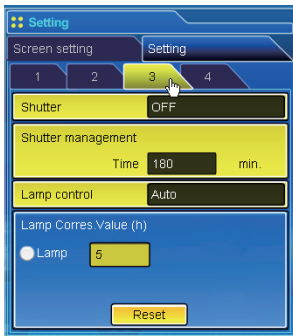 Setting
Screen setting Setting
1 2 3 4
Shutter OFF
Shutter management
Time 180 min.
Lamp control Auto
Lamp Corres.Value (h)
Lamp 5
Reset